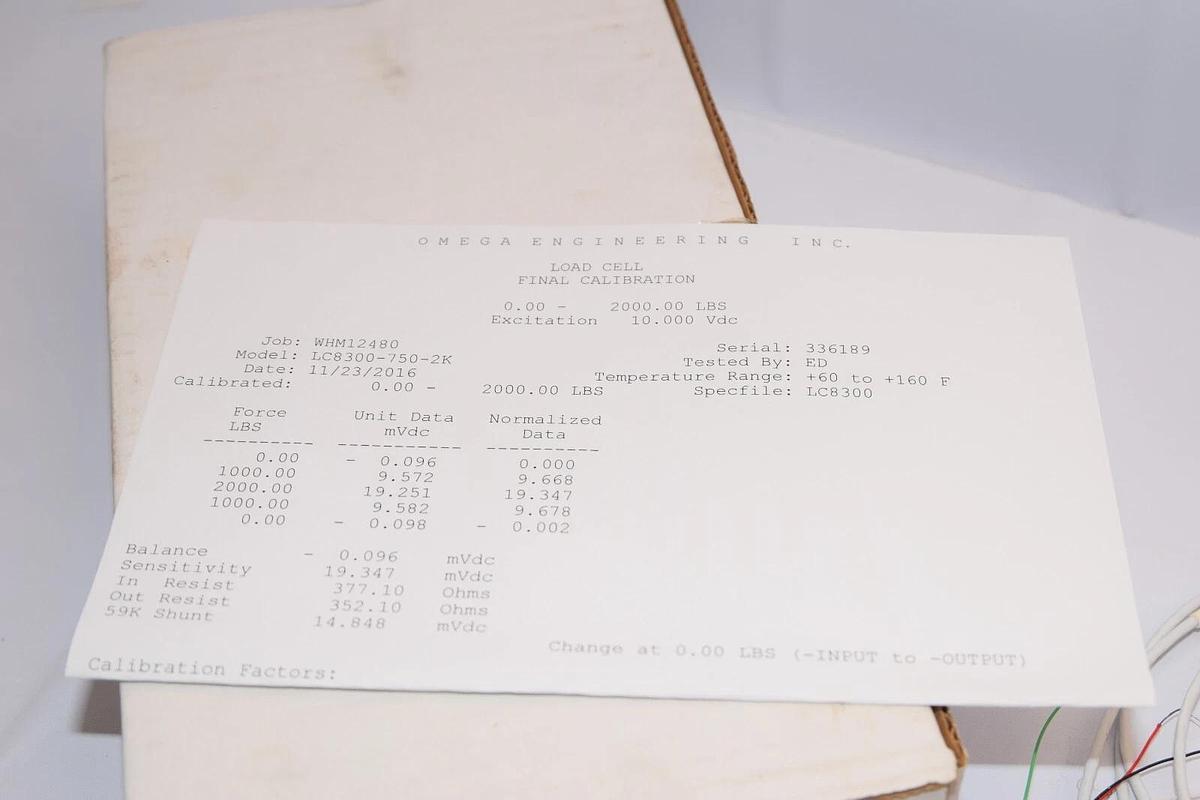 OMEGA ENGINEERING INC.
LOAD CELL
FINAL CALIBRATION
0.00 - 2000.00 LBS
Excitation 10.000 Vdc
Job: WHM12480
Model: LC8300-750-2K
Date: 11/23/2016
Calibrated: 0.00 - 2000.00 LBS
Serial: 336189
Tested By: ED
Temperature Range: +60 to +160 F
Specfile: LC8300
Force Unit Data Normalized
LBS mVdc Data
---------- ----------- ----------
0.00 - 0.096 0.000
1000.00 9.572 9.668
2000.00 19.251 19.347
1000.00 9.582 9.678
0.00 - 0.098 - 0.002
Balance - 0.096 mVdc
Sensitivity 19.347 mVdc
In Resist 377.10 Ohms
Out Resist 352.10 Ohms
59K Shunt 14.848 mVdc
Change at 0.00 LBS (-INPUT to -OUTPUT)
Calibration Factors: